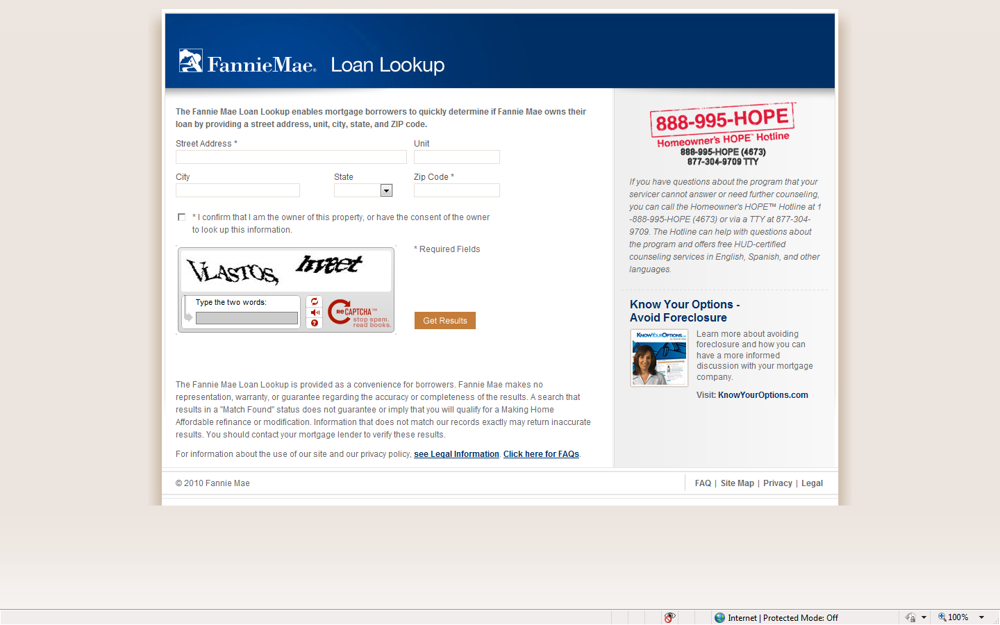 FannieMae® Loan Lookup
The Fannie Mae Loan Lookup enables mortgage borrowers to quickly determine if Fannie Mae owns their
loan by providing a street address, unit, city, state, and ZIP code.
Street Address * Unit
City State Zip Code *
* I confirm that I am the owner of this property, or have the consent of the owner
to look up this information.
* Required Fields
Type the two words:
reCAPTCHA™
stop spam.
read books.
Get Results
The Fannie Mae Loan Lookup is provided as a convenience for borrowers. Fannie Mae makes no
representation, warranty, or guarantee regarding the accuracy or completeness of the results. A search that
results in a "Match Found" status does not guarantee or imply that you will qualify for a Making Home
Affordable refinance or modification. Information that does not match our records exactly may return inaccurate
results. You should contact your mortgage lender to verify these results.
For information about the use of our site and our privacy policy, see Legal Information. Click here for FAQs.
888-995-HOPE
Homeowner's HOPE™ Hotline
888-995-HOPE (4673)
877-304-9709 TTY
If you have questions about the program that your
servicer cannot answer or need further counseling,
you can call the Homeowner's HOPE™ Hotline at 1
-888-995-HOPE (4673) or via a TTY at 877-304-
9709. The Hotline can help with questions about
the program and offers free HUD-certified
counseling services in English, Spanish, and other
languages.
Know Your Options -
Avoid Foreclosure
KNOWYOUROPTIONS
Learn more about avoiding
foreclosure and how you can
have a more informed
discussion with your mortgage
company.
Visit: KnowYourOptions.com
© 2010 Fannie Mae
FAQ | Site Map | Privacy | Legal
Internet | Protected Mode: Off
100%